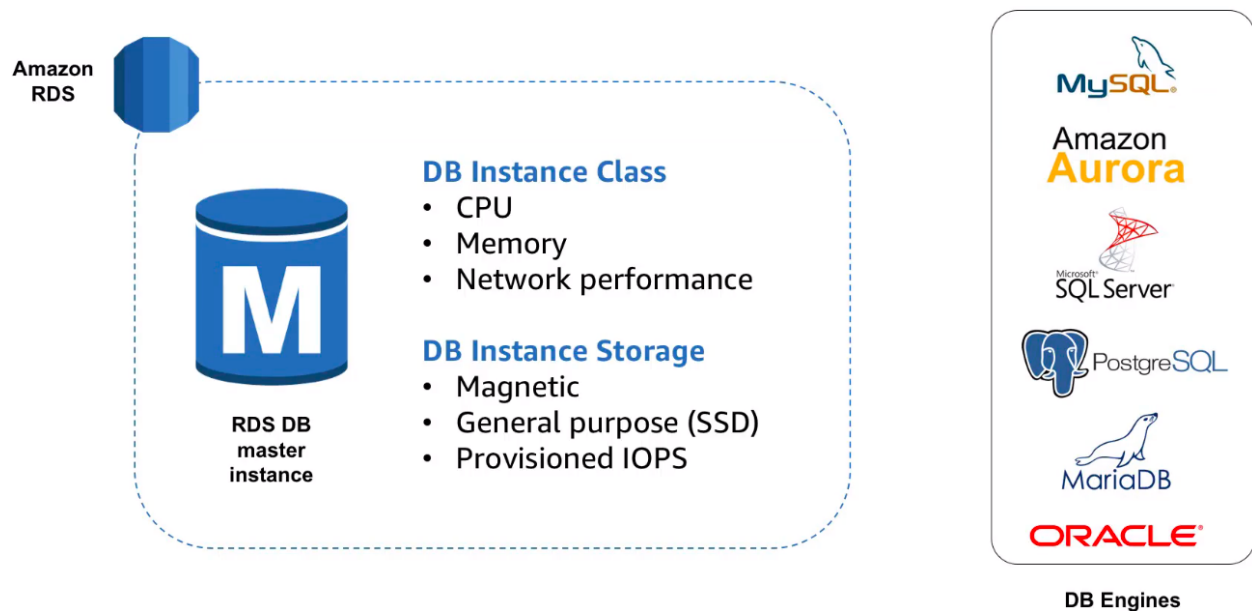 Amazon
RDS
M
RDS DB
master
instance
DB Instance Class
• CPU
• Memory
• Network performance
DB Instance Storage
• Magnetic
• General purpose (SSD)
• Provisioned IOPS
MySQL®
Amazon
Aurora
Microsoft®
SQL Server®
PostgreSQL
MariaDB
ORACLE®
DB Engines